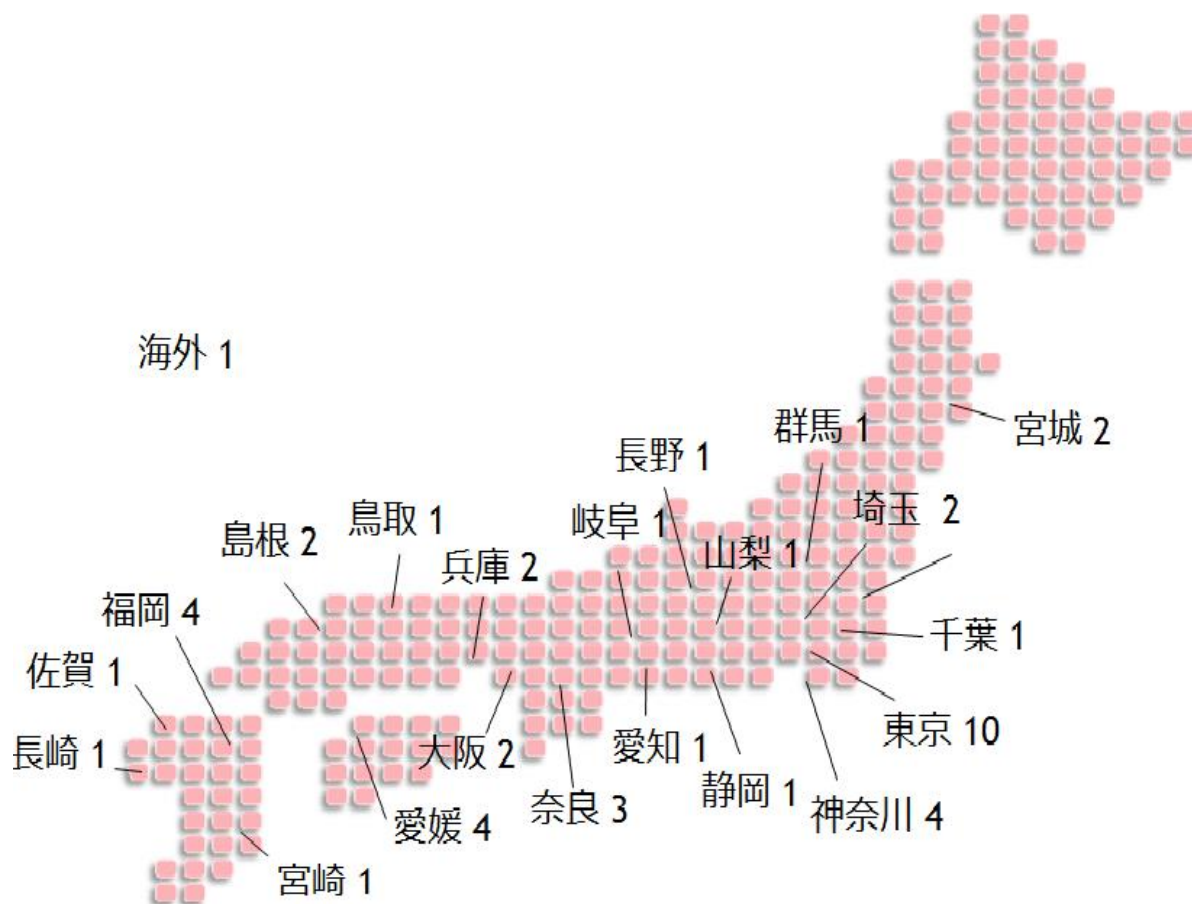 海外 1
群馬 1
宮城 2
長野 1
埼玉 2
鳥取 1
岐阜 1
島根 2
山梨 1
兵庫 2
福岡 4
千葉 1
佐賀 1
東京 10
長崎 1
大阪 2
愛知 1
静岡 1
奈良 3
神奈川 4
愛媛 4
宮崎 1